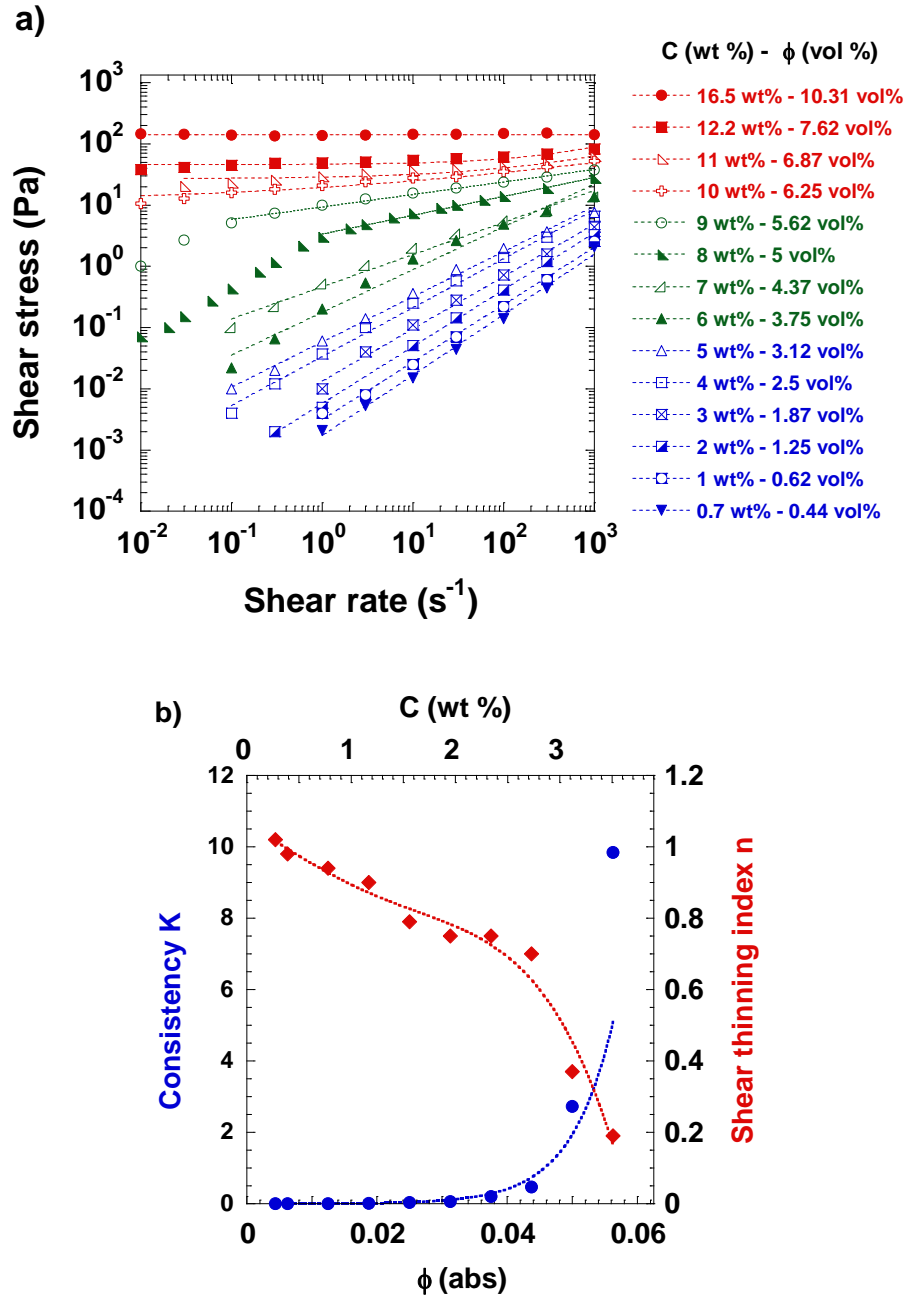 a)
C (wt %) - ϕ (vol %)
10³
10²
10¹
10⁰
10⁻¹
10⁻²
10⁻³
10⁻⁴
Shear stress (Pa)
10⁻² 10⁻¹ 10⁰ 10¹ 10² 10³
Shear rate (s⁻¹)
16.5 wt% - 10.31 vol%
12.2 wt% - 7.62 vol%
11 wt% - 6.87 vol%
10 wt% - 6.25 vol%
9 wt% - 5.62 vol%
8 wt% - 5 vol%
7 wt% - 4.37 vol%
6 wt% - 3.75 vol%
5 wt% - 3.12 vol%
4 wt% - 2.5 vol%
3 wt% - 1.87 vol%
2 wt% - 1.25 vol%
1 wt% - 0.62 vol%
0.7 wt% - 0.44 vol%
b)
C (wt %)
0 1 2 3
12
10
8
6
4
2
0
Consistency K
1.2
1
0.8
0.6
0.4
0.2
0
Shear thinning index n
0 0.02 0.04 0.06
ϕ (abs)